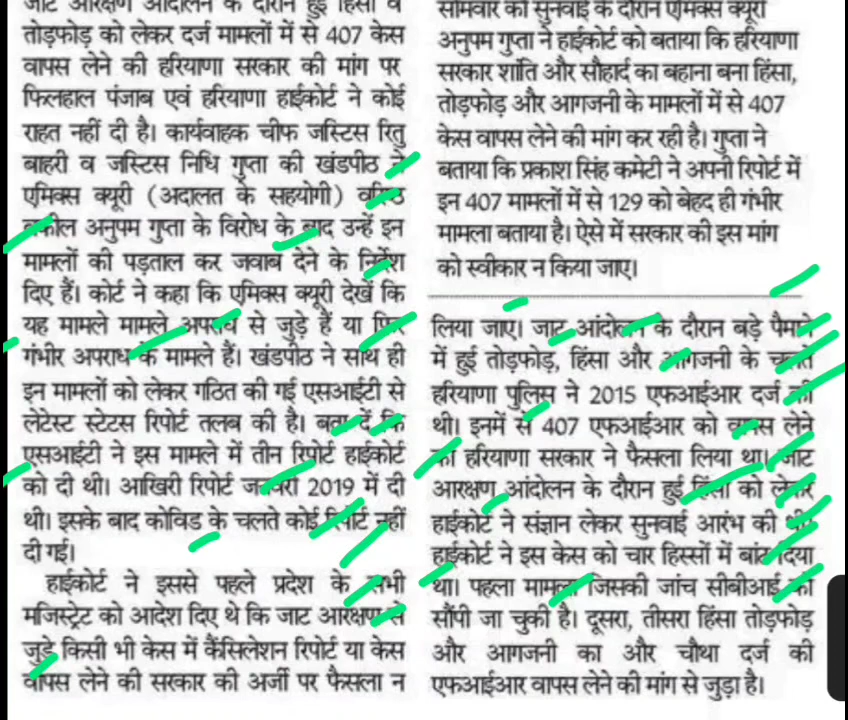 जाट आरक्षण आंदोलन के दौरान हुई हिंसा व
तोड़फोड़ को लेकर दर्ज मामलों में से 407 केस
वापस लेने की हरियाणा सरकार की मांग पर
फिलहाल पंजाब एवं हरियाणा हाईकोर्ट ने कोई
राहत नहीं दी है। कार्यवाहक चीफ जस्टिस रितु
बाहरी व जस्टिस निधि गुप्ता की खंडपीठ ने
एमिक्स क्यूरी (अदालत के सहयोगी) वरिष्ठ
वकील अनुपम गुप्ता के विरोध के बाद उन्हें इन
मामलों की पड़ताल कर जवाब देने के निर्देश
दिए हैं। कोर्ट ने कहा कि एमिक्स क्यूरी देखें कि
यह मामले मामले अपराध से जुड़े हैं या फिर
गंभीर अपराध के मामले हैं। खंडपीठ ने साथ ही
इन मामलों को लेकर गठित की गई एसआईटी से
लेटेस्ट स्टेटस रिपोर्ट तलब की है। बता दें कि
एसआईटी ने इस मामले में तीन रिपोर्ट हाईकोर्ट
को दी थी। आखिरी रिपोर्ट जनवरी 2019 में दी
थी। इसके बाद कोविड के चलते कोई रिपोर्ट नहीं
दी गई।
हाईकोर्ट ने इससे पहले प्रदेश के सभी
मजिस्ट्रेट को आदेश दिए थे कि जाट आरक्षण से
जुड़े किसी भी केस में कैंसिलेशन रिपोर्ट या केस
वापस लेने की सरकार की अर्जी पर फैसला न
सोमवार को सुनवाई के दौरान एमिक्स क्यूरी
अनुपम गुप्ता ने हाईकोर्ट को बताया कि हरियाणा
सरकार शांति और सौहार्द का बहाना बना हिंसा,
तोड़फोड़ और आगजनी के मामलों में से 407
केस वापस लेने की मांग कर रही है। गुप्ता ने
बताया कि प्रकाश सिंह कमेटी ने अपनी रिपोर्ट में
इन 407 मामलों में से 129 को बेहद ही गंभीर
मामला बताया है। ऐसे में सरकार की इस मांग
को स्वीकार न किया जाए।
लिया जाए। जाट आंदोलन के दौरान बड़े पैमाने
में हुई तोड़फोड़, हिंसा और आगजनी के चलते
हरियाणा पुलिस ने 2015 एफआईआर दर्ज की
थी। इनमें से 407 एफआईआर को वापस लेने
का हरियाणा सरकार ने फैसला लिया था। जाट
आरक्षण आंदोलन के दौरान हुई हिंसा को लेकर
हाईकोर्ट ने संज्ञान लेकर सुनवाई आरंभ की थी।
हाईकोर्ट ने इस केस को चार हिस्सों में बांट दिया
था। पहला मामला जिसकी जांच सीबीआई को
सौंपी जा चुकी है। दूसरा, तीसरा हिंसा तोड़फोड़
और आगजनी का और चौथा दर्ज की
एफआईआर वापस लेने की मांग से जुड़ा है।